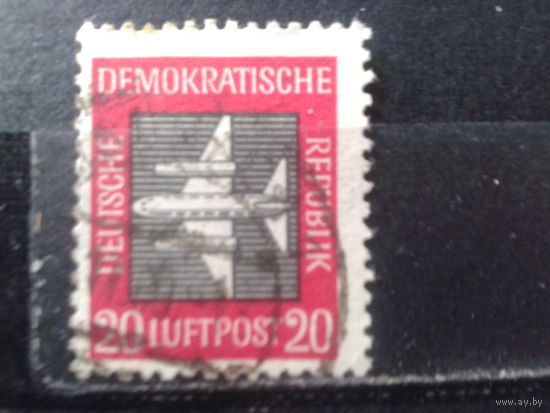 DEUTSCHE
DEMOKRATISCHE
REPUBLIK
20 LUFTPOST 20
© www.ay.by